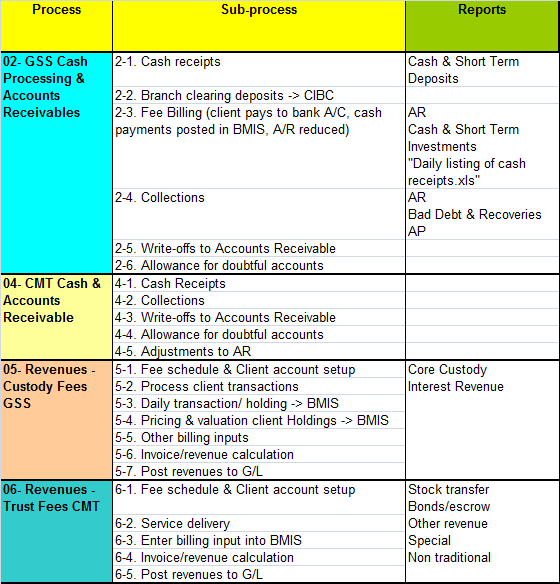 Process Sub-process Reports
02- GSS Cash Processing & Accounts Receivables
2-1. Cash receipts
Cash & Short Term Deposits
2-2. Branch clearing deposits -> CIBC
2-3. Fee Billing (client pays to bank A/C, cash payments posted in BMIS, A/R reduced)
AR
Cash & Short Term Investments
"Daily listing of cash receipts.xls"
2-4. Collections
AR
Bad Debt & Recoveries
AP
2-5. Write-offs to Accounts Receivable
2-6. Allowance for doubtful accounts
04- CMT Cash & Accounts Receivable
4-1. Cash Receipts
4-2. Collections
4-3. Write-offs to Accounts Receivable
4-4. Allowance for doubtful accounts
4-5. Adjustments to AR
05- Revenues - Custody Fees GSS
5-1. Fee schedule & Client account setup
5-2. Process client transactions
5-3. Daily transaction/ holding -> BMIS
5-4. Pricing & valuation client Holdings -> BMIS
5-5. Other billing inputs
5-6. Invoice/revenue calculation
5-7. Post revenues to G/L
Core Custody
Interest Revenue
06- Revenues - Trust Fees CMT
6-1. Fee schedule & Client account setup
6-2. Service delivery
6-3. Enter billing input into BMIS
6-4. Invoice/revenue calculation
6-5. Post revenues to G/L
Stock transfer
Bonds/escrow
Other revenue
Special
Non traditional